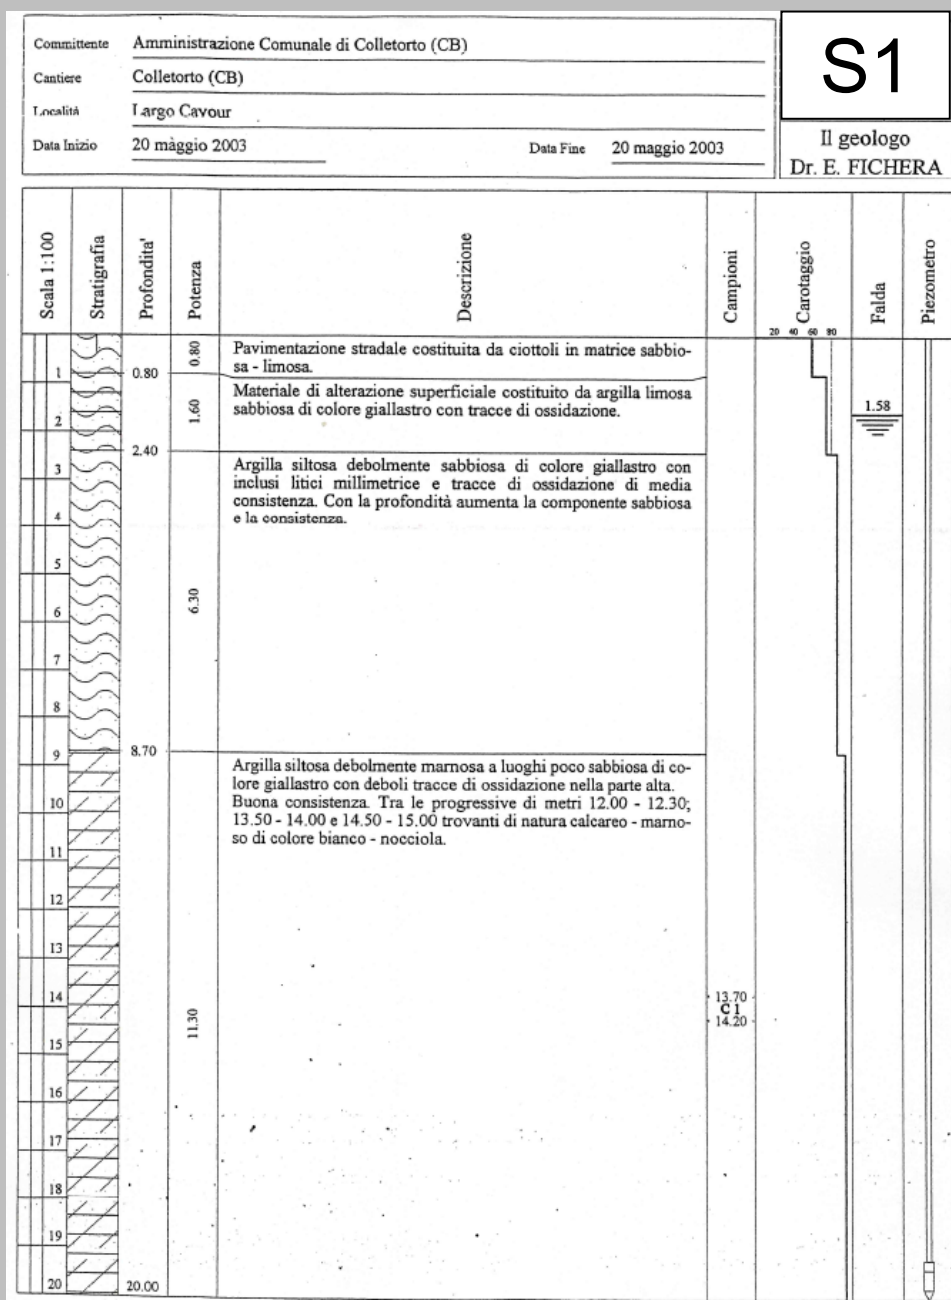 Committente Amministrazione Comunale di Colletorto (CB)
Cantiere Colletorto (CB)
Località Largo Cavour
Data Inizio 20 maggio 2003 Data Fine 20 maggio 2003
S1
Il geologo
Dr. E. FICHERA
Scala 1:100 Stratigrafia Profondita' Potenza Descrizione Campioni Carotaggio Falda Piezometro
20 40 60 80
0.80 Pavimentazione stradale costituita da ciottoli in matrice sabbio-
sa - limosa.
1 0.80
1.60 Materiale di alterazione superficiale costituito da argilla limosa
sabbiosa di colore giallastro con tracce di ossidazione.
1.58
2
2.40
3
Argilla siltosa debolmente sabbiosa di colore giallastro con
inclusi litici millimetrice e tracce di ossidazione di media
consistenza. Con la profondità aumenta la componente sabbiosa
e la consistenza.
4
5
6 6.30
7
8
9 8.70
Argilla siltosa debolmente marnosa a luoghi poco sabbiosa di co-
lore giallastro con deboli tracce di ossidazione nella parte alta.
Buona consistenza. Tra le progressive di metri 12.00 - 12.30;
13.50 - 14.00 e 14.50 - 15.00 trovanti di natura calcareo - marno-
so di colore bianco - nocciola.
10
11
12
13
14 13.70
C1
11.30 14.20
15
16
17
18
19
20 20.00